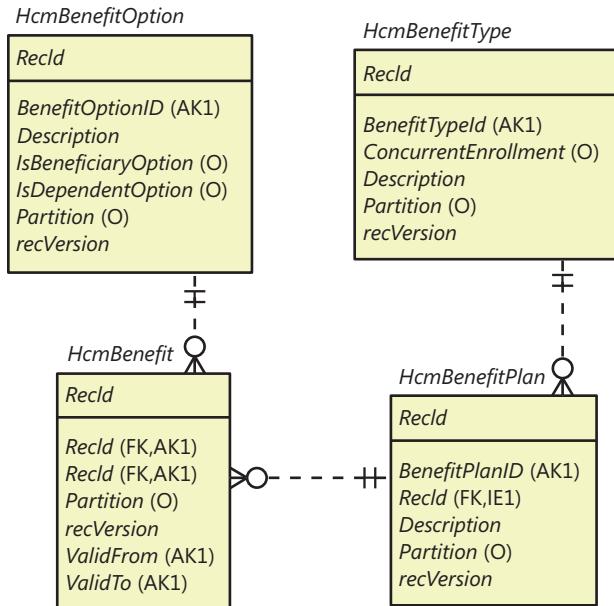 HcmBenefitOption
RecId
BenefitOptionID (AK1)
Description
IsBeneficiaryOption (O)
IsDependentOption (O)
Partition (O)
recVersion
HcmBenefitType
RecId
BenefitTypeId (AK1)
ConcurrentEnrollment (O)
Description
Partition (O)
recVersion
HcmBenefit
RecId
RecId (FK,AK1)
RecId (FK,AK1)
Partition (O)
recVersion
ValidFrom (AK1)
ValidTo (AK1)
HcmBenefitPlan
RecId
BenefitPlanID (AK1)
RecId (FK,IE1)
Description
Partition (O)
recVersion